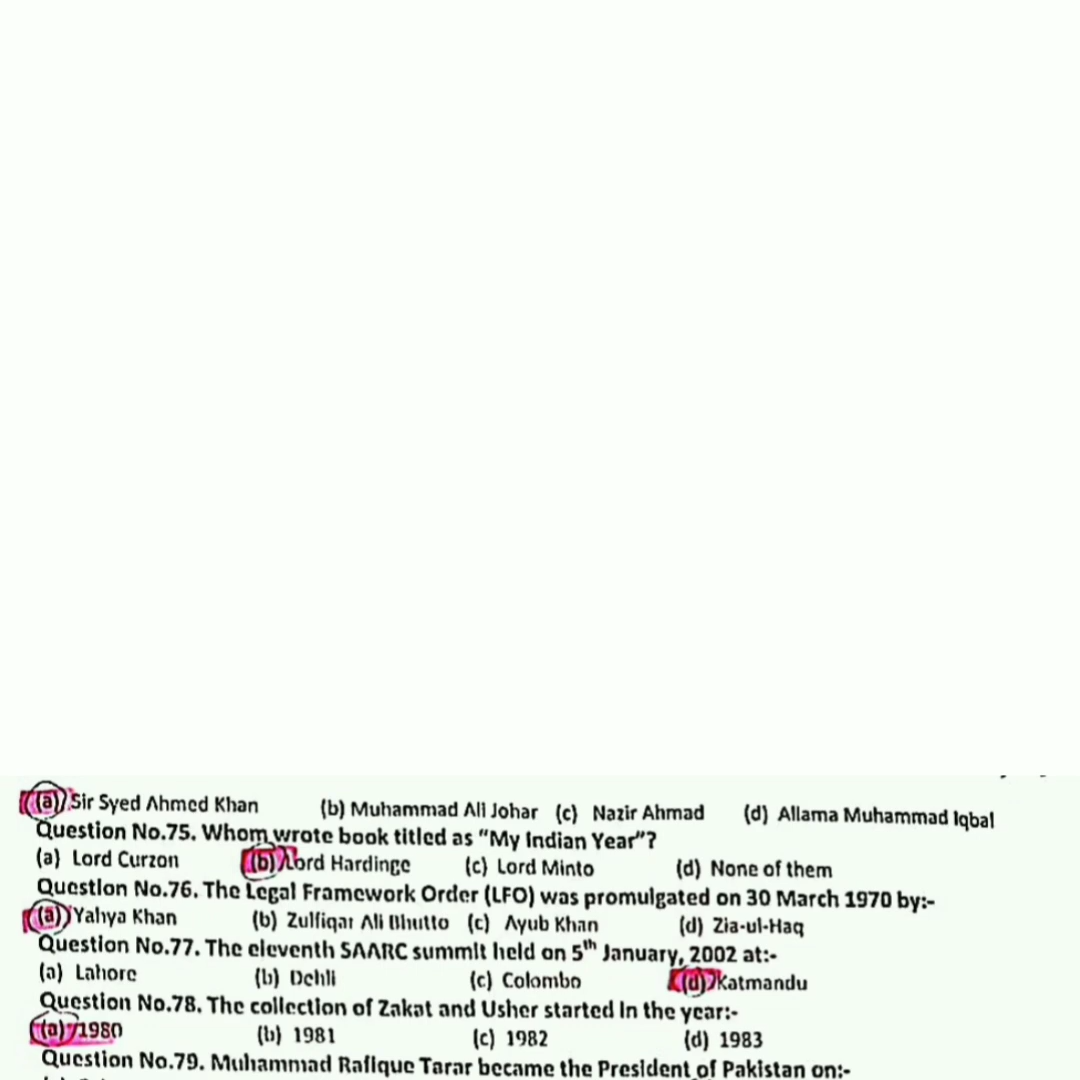 (a) Sir Syed Ahmed Khan (b) Muhammad Ali Johar (c) Nazir Ahmad (d) Allama Muhammad Iqbal
Question No.75. Whom wrote book titled as "My Indian Year"?
(a) Lord Curzon (b) Lord Hardinge (c) Lord Minto (d) None of them
Question No.76. The Legal Framework Order (LFO) was promulgated on 30 March 1970 by:-
(a) Yahya Khan (b) Zulfiqar Ali Bhutto (c) Ayub Khan (d) Zia-ul-Haq
Question No.77. The eleventh SAARC summit held on 5th January, 2002 at:-
(a) Lahore (b) Dehli (c) Colombo (d) Katmandu
Question No.78. The collection of Zakat and Usher started In the year:-
(a) 1980 (b) 1981 (c) 1982 (d) 1983
Question No.79. Muhammad Rafique Tarar became the President of Pakistan on:-